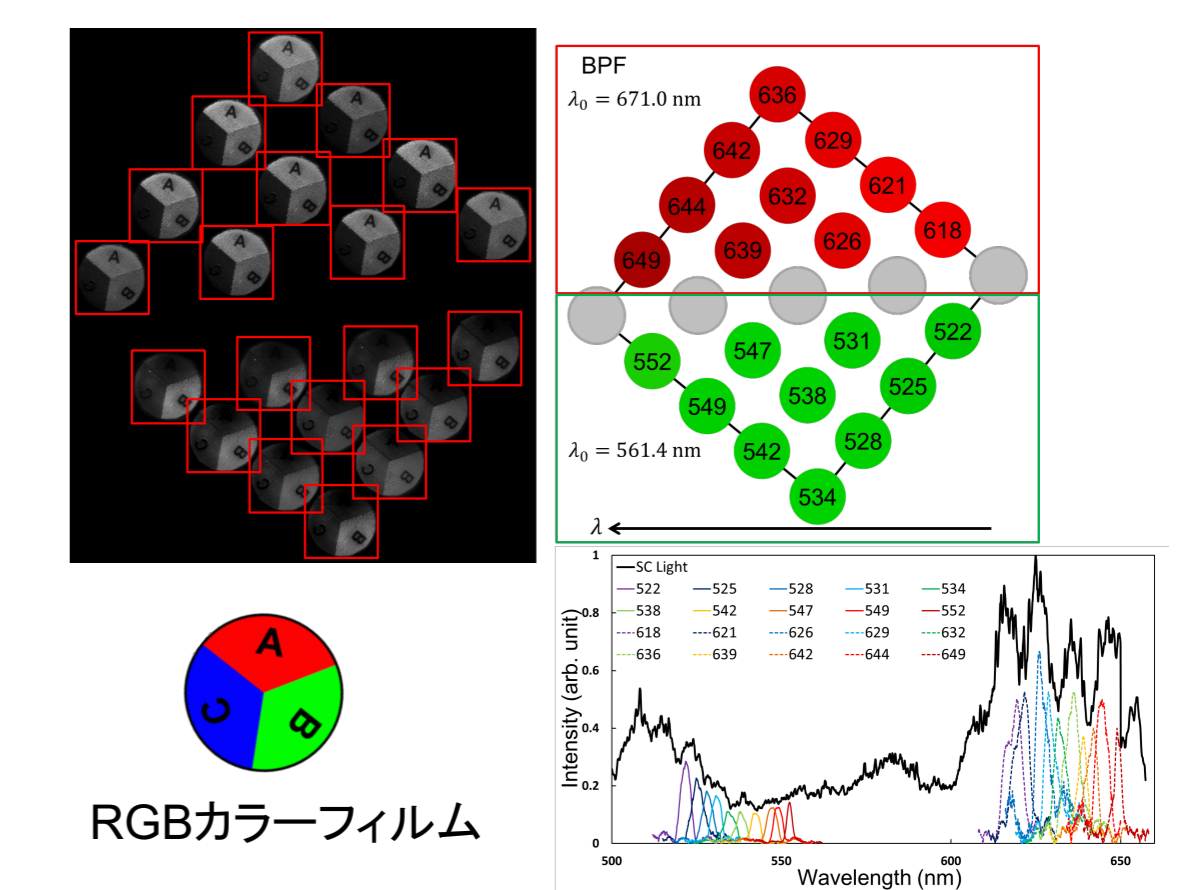 A
B
C
A
B
C
A
B
C
A
B
C
A
B
C
A
B
C
A
B
C
A
B
C
A
B
C
A
B
C
BPF
λ₀ = 671.0 nm
636
642
629
644
632
621
649
639
626
618
552
547
531
522
549
538
525
542
528
534
λ₀ = 561.4 nm
λ
A
B
C
RGBカラーフィルム
Intensity (arb. unit)
1
0.8
0.6
0.4
0.2
0
SC Light
522 525 528 531 534
538 542 547 549 552
618 621 626 629 632
636 639 642 644 649
500 550 600 650
Wavelength (nm)